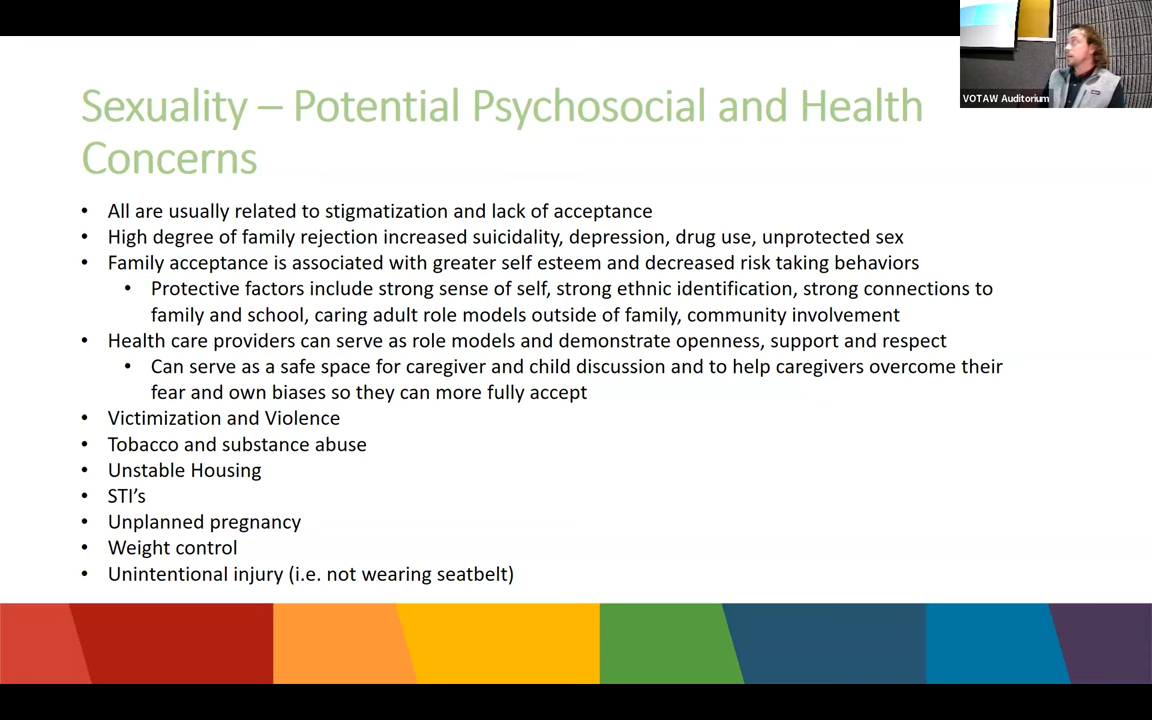 Sexuality – Potential Psychosocial and Health
Concerns
VOTAW Auditorium
• All are usually related to stigmatization and lack of acceptance
• High degree of family rejection increased suicidality, depression, drug use, unprotected sex
• Family acceptance is associated with greater self esteem and decreased risk taking behaviors
• Protective factors include strong sense of self, strong ethnic identification, strong connections to
family and school, caring adult role models outside of family, community involvement
• Health care providers can serve as role models and demonstrate openness, support and respect
• Can serve as a safe space for caregiver and child discussion and to help caregivers overcome their
fear and own biases so they can more fully accept
• Victimization and Violence
• Tobacco and substance abuse
• Unstable Housing
• STI’s
• Unplanned pregnancy
• Weight control
• Unintentional injury (i.e. not wearing seatbelt)